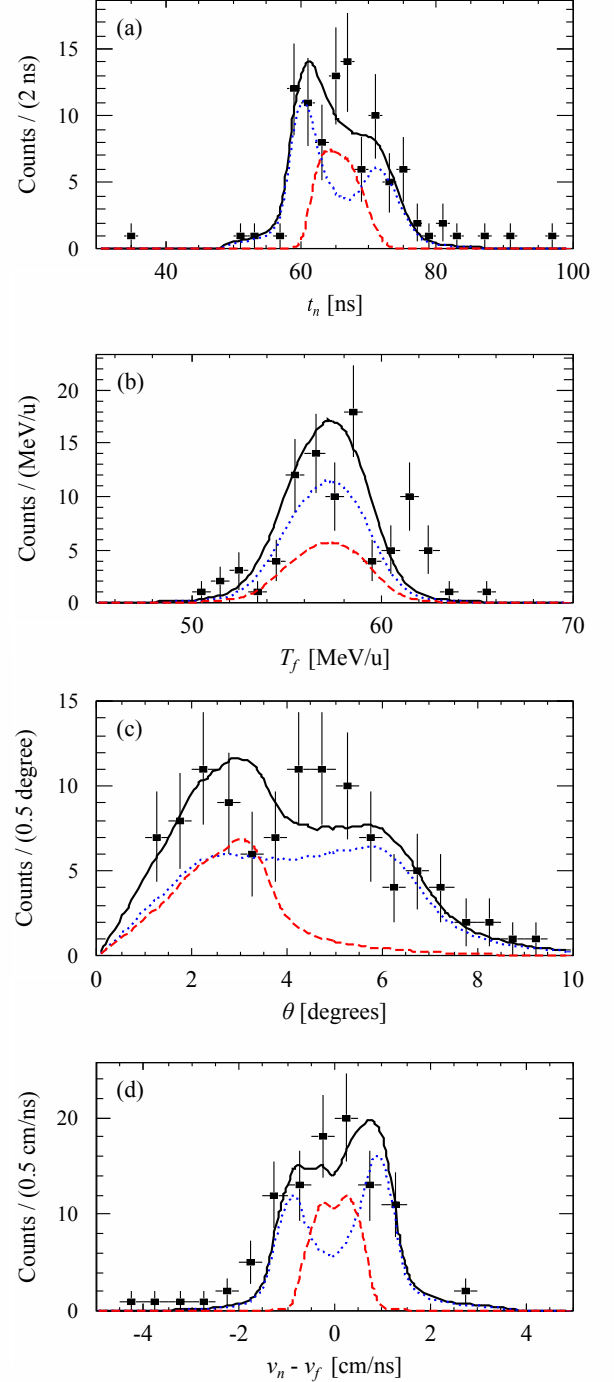 (a)
Counts / (2 ns)
15
10
5
0
40 60 80 100
t_n [ns]
(b)
Counts / (MeV/u)
20
15
10
5
0
50 60 70
T_f [MeV/u]
(c)
Counts / (0.5 degree)
15
10
5
0
0 2 4 6 8 10
θ [degrees]
(d)
Counts / (0.5 cm/ns)
20
10
0
-4 -2 0 2 4
v_n - v_f [cm/ns]